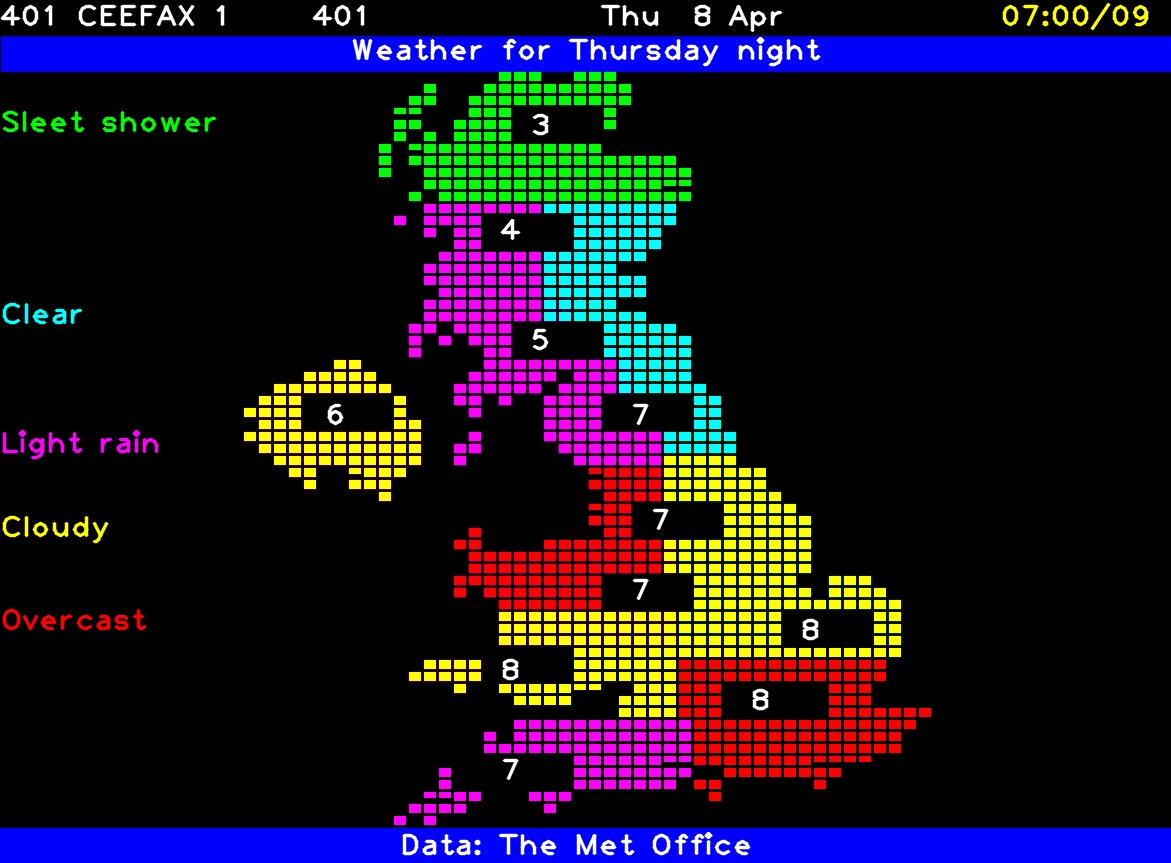 401 CEEFAX 1 401 Thu 8 Apr 07:00/09
Weather for Thursday night
Sleet shower
3
4
Clear
5
6
7
Light rain
7
Cloudy
7
Overcast
8
8
8
7
Data: The Met Office